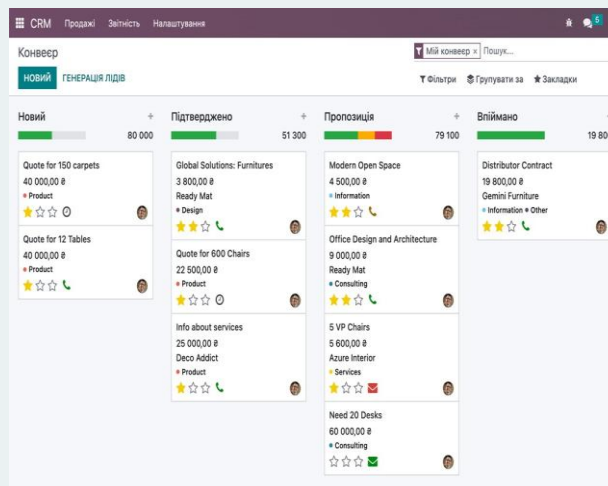 CRM Продажі Звітність Налаштування 5
Конвеєр
Мій конвеєр × Пошук...
НОВИЙ ГЕНЕРАЦІЯ ЛІДІВ
Фільтри Групувати за Закладки
Новий +
80 000
Quote for 150 carpets
40 000,00 ₴
Product
Quote for 12 Tables
40 000,00 ₴
Product
Підтверджено +
51 300
Global Solutions: Furnitures
3 800,00 ₴
Ready Mat
Design
Quote for 600 Chairs
22 500,00 ₴
Product
Info about services
25 000,00 ₴
Deco Addict
Product
Пропозиція +
79 100
Modern Open Space
4 500,00 ₴
Information
Office Design and Architecture
9 000,00 ₴
Ready Mat
Consulting
5 VP Chairs
5 600,00 ₴
Azure Interior
Services
Need 20 Desks
60 000,00 ₴
Consulting
Впіймано
19 80
Distributor Contract
19 800,00 ₴
Gemini Furniture
Information Other